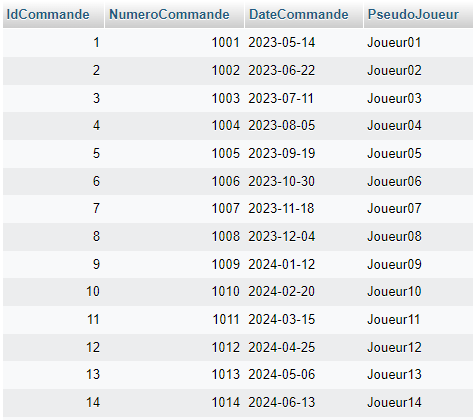 IdCommande NumeroCommande DateCommande PseudoJoueur
1 1001 2023-05-14 Joueur01
2 1002 2023-06-22 Joueur02
3 1003 2023-07-11 Joueur03
4 1004 2023-08-05 Joueur04
5 1005 2023-09-19 Joueur05
6 1006 2023-10-30 Joueur06
7 1007 2023-11-18 Joueur07
8 1008 2023-12-04 Joueur08
9 1009 2024-01-12 Joueur09
10 1010 2024-02-20 Joueur10
11 1011 2024-03-15 Joueur11
12 1012 2024-04-25 Joueur12
13 1013 2024-05-06 Joueur13
14 1014 2024-06-13 Joueur14